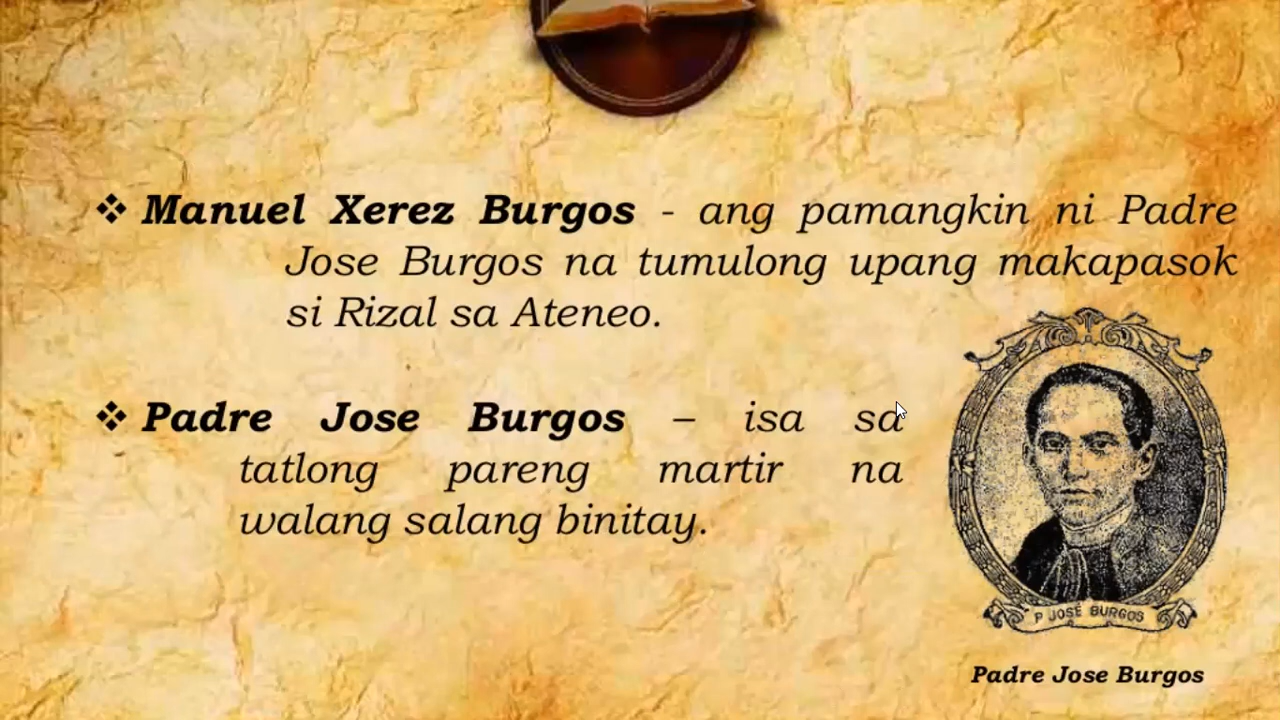 ❖ Manuel Xerez Burgos - ang pamangkin ni Padre
Jose Burgos na tumulong upang makapasok
si Rizal sa Ateneo.
❖ Padre Jose Burgos – isa sa
tatlong pareng martir na
walang salang binitay.
P JOSÉ BURGOS
Padre Jose Burgos